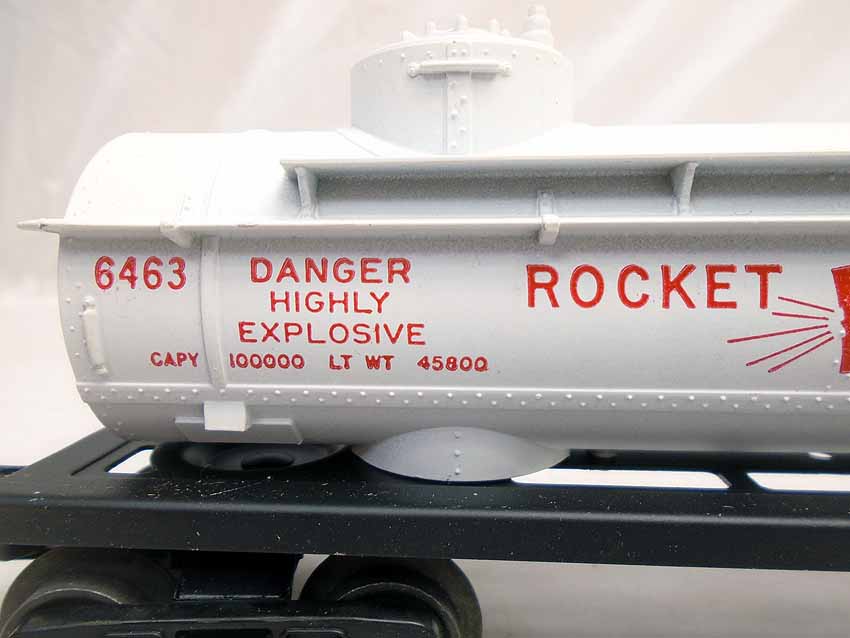 6463
DANGER
HIGHLY
EXPLOSIVE
CAPY 100000 LT WT 45800
ROCKET